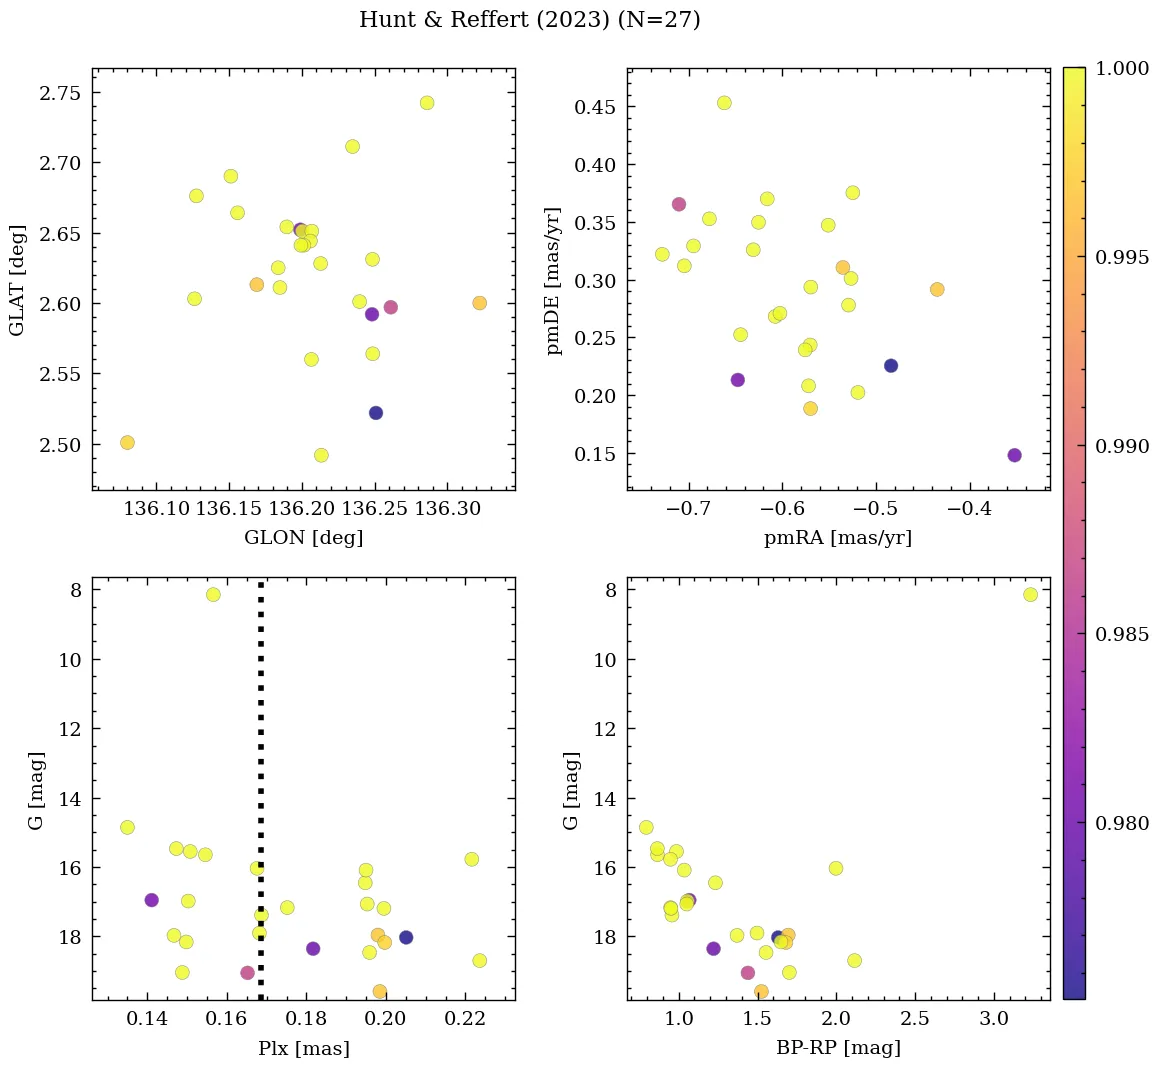 Hunt & Reffert (2023) (N=27)
2.75
2.70
2.65
2.60
2.55
2.50
GLAT [deg]
136.10 136.15 136.20 136.25 136.30
GLON [deg]
0.45
0.40
0.35
0.30
0.25
0.20
0.15
pmDE [mas/yr]
−0.7 −0.6 −0.5 −0.4
pmRA [mas/yr]
1.000
0.995
0.990
0.985
0.980
8
10
12
14
16
18
G [mag]
0.14 0.16 0.18 0.20 0.22
Plx [mas]
8
10
12
14
16
18
G [mag]
1.0 1.5 2.0 2.5 3.0
BP-RP [mag]